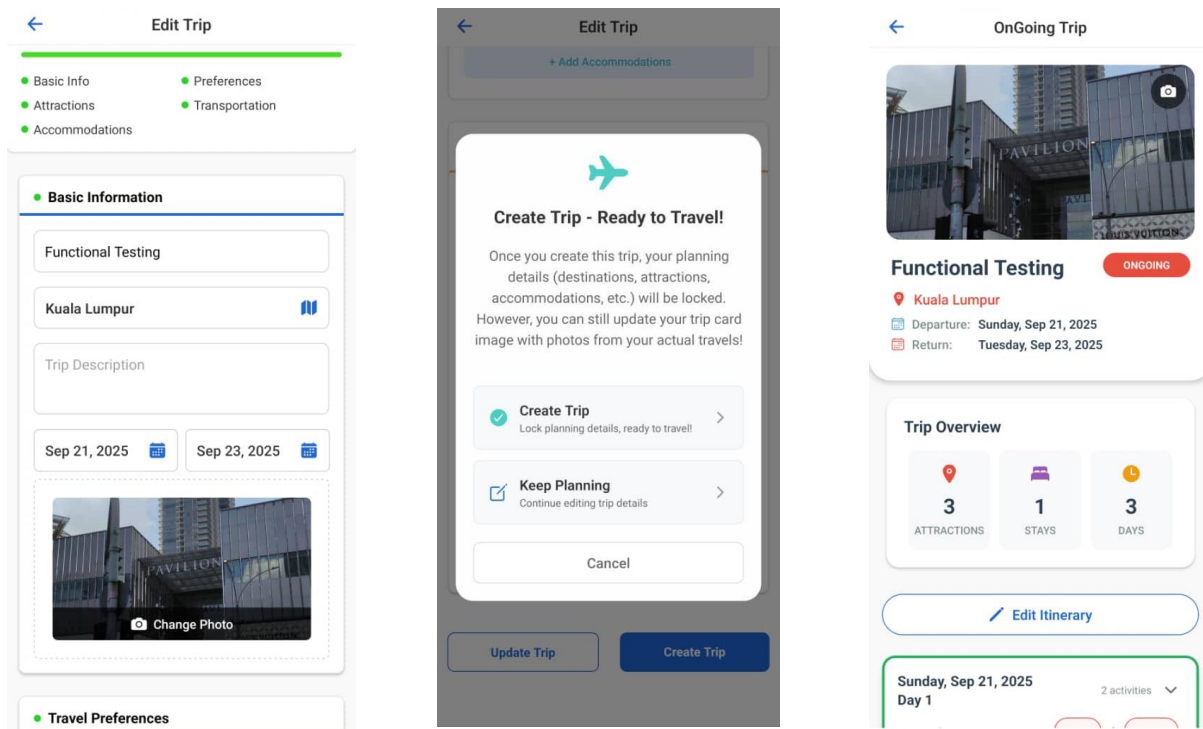 Edit Trip
Basic Info
Preferences
Attractions
Transportation
Accommodations
Basic Information
Functional Testing
Kuala Lumpur
Trip Description
Sep 21, 2025
Sep 23, 2025
PAVILION
Change Photo
Travel Preferences
Edit Trip
+ Add Accommodations
Create Trip - Ready to Travel!
Once you create this trip, your planning
details (destinations, attractions,
accommodations, etc.) will be locked.
However, you can still update your trip card
image with photos from your actual travels!
Create Trip
Lock planning details, ready to travel!
Keep Planning
Continue editing trip details
Cancel
Update Trip
Create Trip
OnGoing Trip
PAVILION
LOUIS VUITTON
Functional Testing
ONGOING
Kuala Lumpur
Departure: Sunday, Sep 21, 2025
Return: Tuesday, Sep 23, 2025
Trip Overview
3
ATTRACTIONS
1
STAYS
3
DAYS
Edit Itinerary
Sunday, Sep 21, 2025
Day 1
2 activities